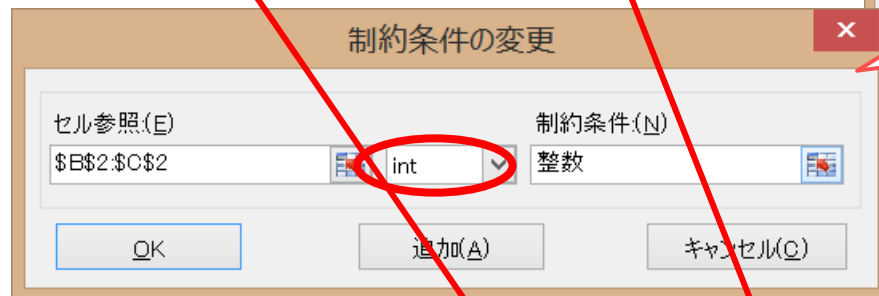 制約条件の変更
×
セル参照:(E)
制約条件:(N)
$B$2:$C$2
int
整数
OK
追加(A)
キャンセル(C)